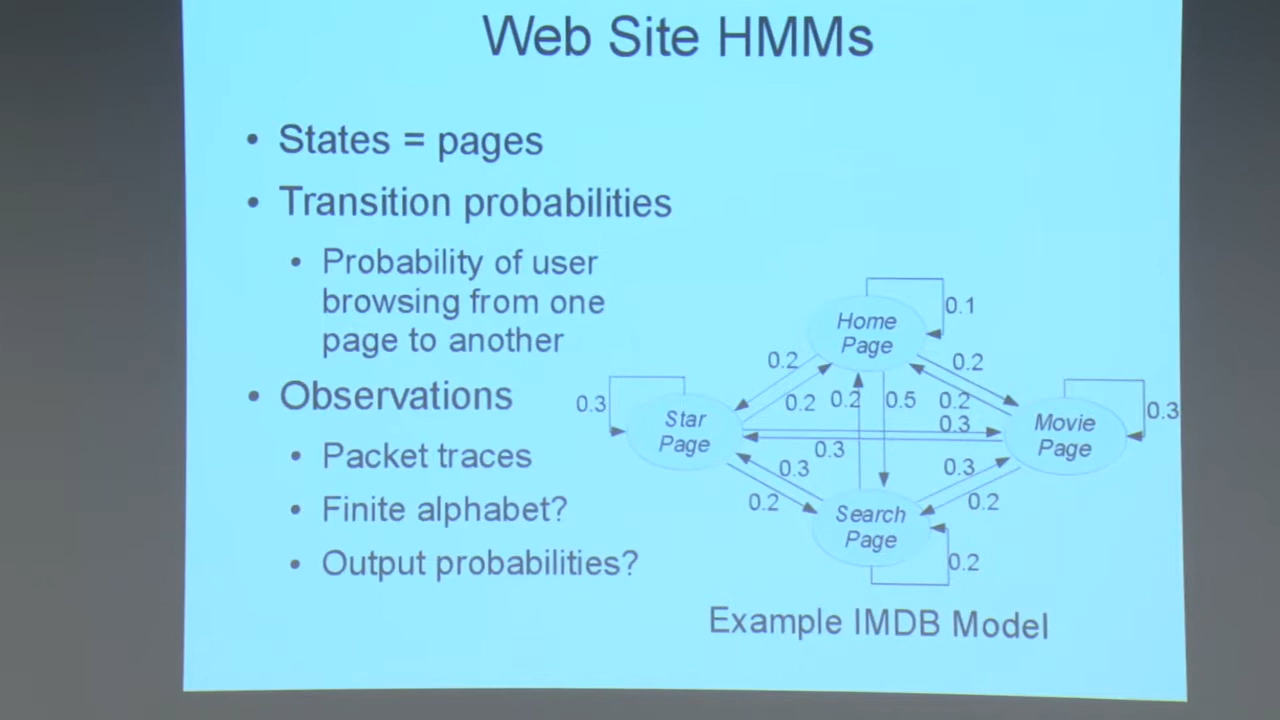 Web Site HMMs
• States = pages
• Transition probabilities
• Probability of user
browsing from one
page to another
• Observations
• Packet traces
• Finite alphabet?
• Output probabilities?
Home
Page
0.1
0.2
0.2
0.3
0.2
0.2
0.5
0.2
0.3
Star
Page
0.3
Movie
Page
0.3
0.3
0.3
0.2
0.2
Search
Page
0.2
Example IMDB Model